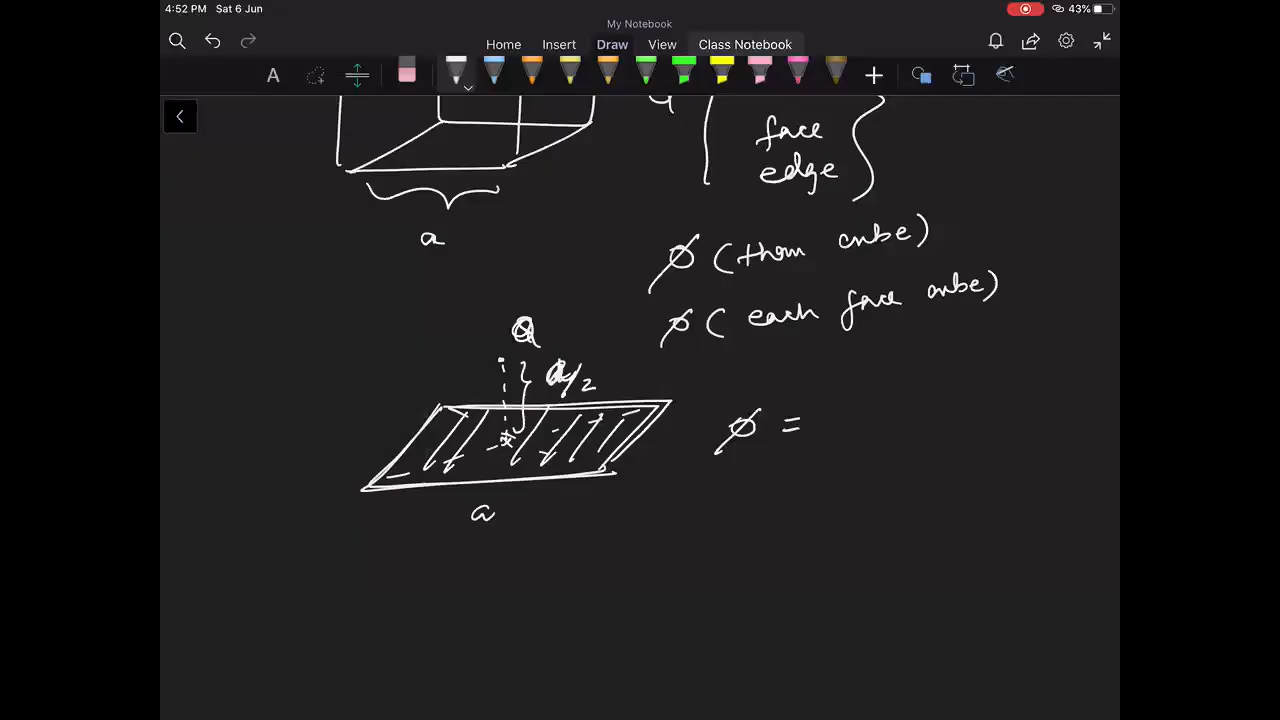 4:52 PM Sat 6 Jun
43%
My Notebook
Home Insert Draw View Class Notebook
A
face
edge
a
ϕ (thom cube)
ϕ ( each face cube)
Q
a/2
ϕ =
a